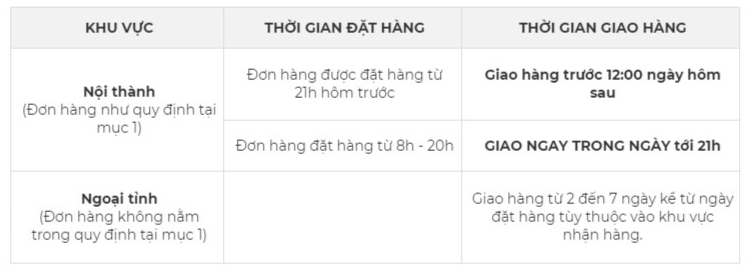 KHU VỰC
THỜI GIAN ĐẶT HÀNG
THỜI GIAN GIAO HÀNG
Nội thành
(Đơn hàng như quy định tại
mục 1)
Đơn hàng được đặt hàng từ
21h hôm trước
Giao hàng trước 12:00 ngày hôm
sau
Đơn hàng đặt hàng từ 8h - 20h
GIAO NGAY TRONG NGÀY tới 21h
Ngoại tỉnh
(Đơn hàng không nằm
trong quy định tại mục 1)
Giao hàng từ 2 đến 7 ngày kể từ ngày
đặt hàng tùy thuộc vào khu vực
nhận hàng.